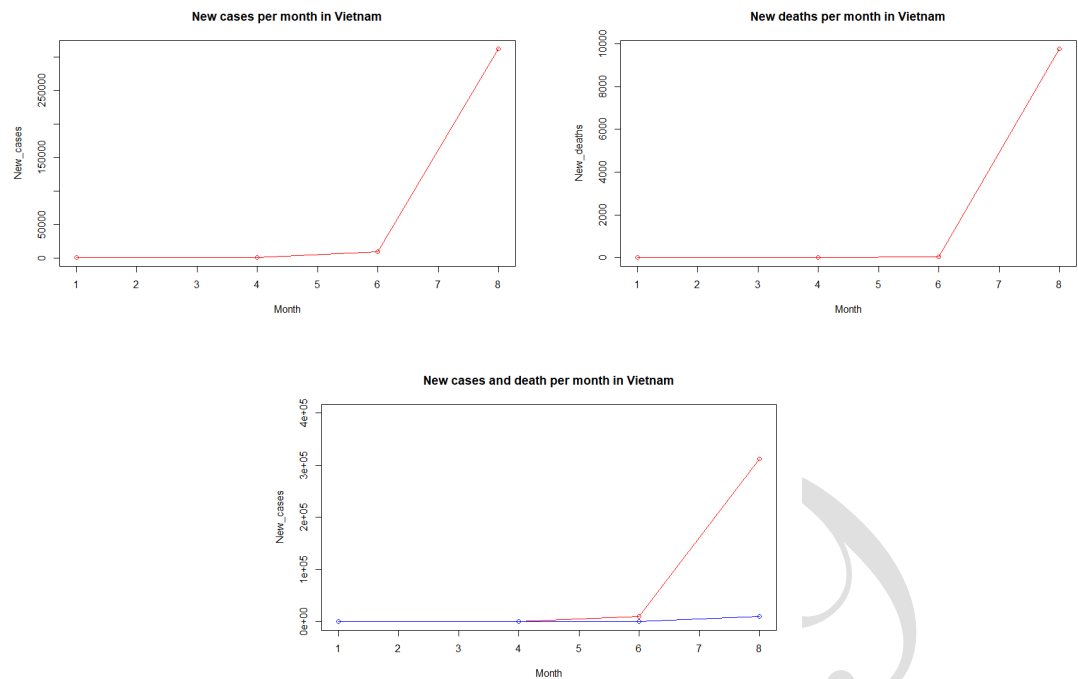 New cases per month in Vietnam
New_cases
0
50000
150000
250000
1 2 3 4 5 6 7 8
Month
New deaths per month in Vietnam
New_deaths
0
2000
4000
6000
8000
10000
1 2 3 4 5 6 7 8
Month
New cases and death per month in Vietnam
New_cases
0e+00
1e+05
2e+05
3e+05
4e+05
1 2 3 4 5 6 7 8
Month